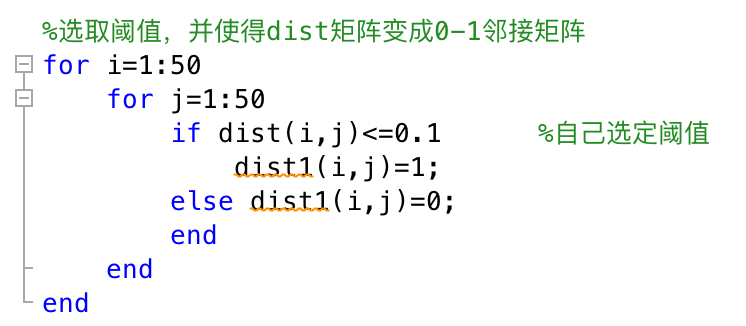 %选取阈值，并使得dist矩阵变成0-1邻接矩阵
for i=1:50
for j=1:50
if dist(i,j)<=0.1 %自己选定阈值
dist1(i,j)=1;
else dist1(i,j)=0;
end
end
end